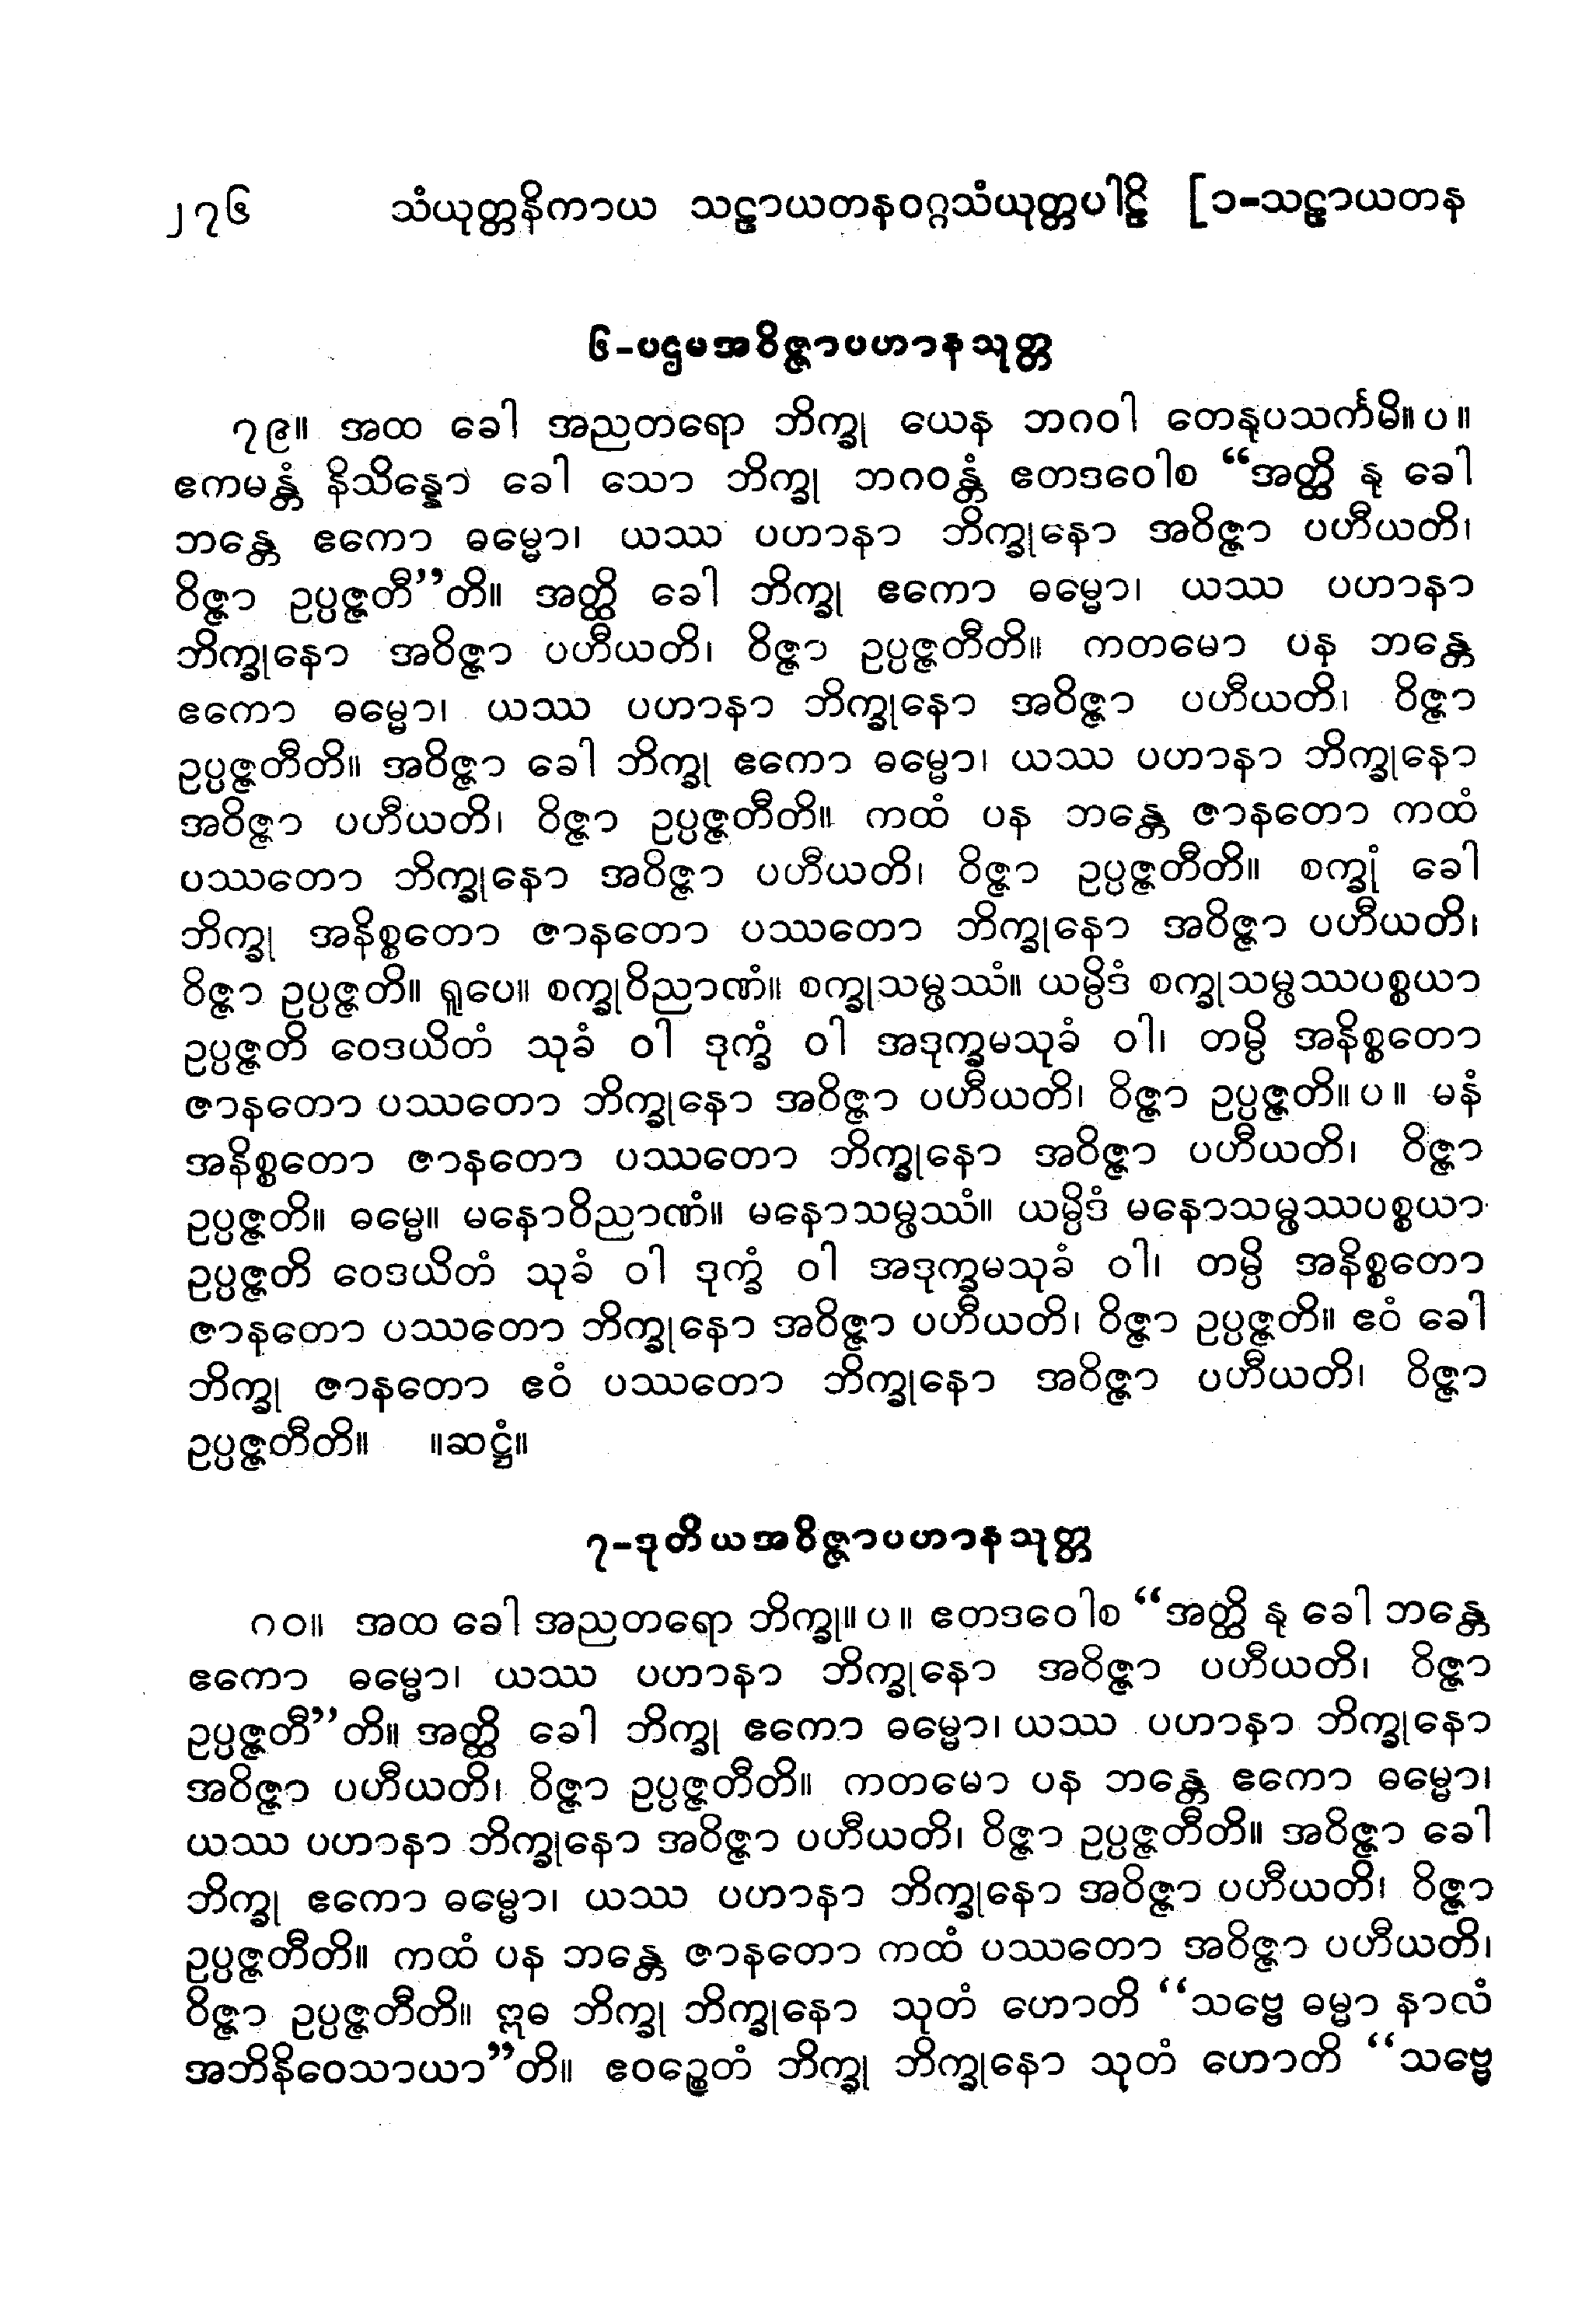 ၂၇၆ သံယုတ္တနိကာယ သဠာယတနဝဂ္ဂသံယုတ္တပါဠိ [၁-သဠာယတန
၆-ပဌမအဝိဇ္ဇာပဟာနသုတ္တ
၇၉။ အထ ခေါ အညတရော ဘိက္ခု ယေန ဘဂဝါ တေနုပသင်္ကမိ။ ပ ။
ဧကမန္တံ နိသိန္နော ခေါ သော ဘိက္ခု ဘဂဝန္တံ ဧတဒဝေါစ “အတ္ထိ နု ခေါ
ဘန္တေ ဧကော ဓမ္မော၊ ယဿ ပဟာနာ ဘိက္ခုနော အဝိဇ္ဇာ ပဟီယတိ၊
ဝိဇ္ဇာ ဥပ္ပဇ္ဇတီ”တိ။ အတ္ထိ ခေါ ဘိက္ခု ဧကော ဓမ္မော၊ ယဿ ပဟာနာ
ဘိက္ခုနော အဝိဇ္ဇာ ပဟီယတိ၊ ဝိဇ္ဇာ ဥပ္ပဇ္ဇတီတိ။ ကတမော ပန ဘန္တေ
ဧကော ဓမ္မော၊ ယဿ ပဟာနာ ဘိက္ခုနော အဝိဇ္ဇာ ပဟီယတိ၊ ဝိဇ္ဇာ
ဥပ္ပဇ္ဇတီတိ။ အဝိဇ္ဇာ ခေါ ဘိက္ခု ဧကော ဓမ္မော၊ ယဿ ပဟာနာ ဘိက္ခုနော
အဝိဇ္ဇာ ပဟီယတိ၊ ဝိဇ္ဇာ ဥပ္ပဇ္ဇတီတိ။ ကထံ ပန ဘန္တေ ဇာနတော ကထံ
ပဿတော ဘိက္ခုနော အဝိဇ္ဇာ ပဟီယတိ၊ ဝိဇ္ဇာ ဥပ္ပဇ္ဇတီတိ။ စက္ခုံ ခေါ
ဘိက္ခု အနိစ္စတော ဇာနတော ပဿတော ဘိက္ခုနော အဝိဇ္ဇာ ပဟီယတိ၊
ဝိဇ္ဇာ ဥပ္ပဇ္ဇတိ။ ရူပေ။ စက္ခုဝိညာဏံ။ စက္ခုသမ္ဖဿံ။ ယမ္ပိဒံ စက္ခုသမ္ဖဿပစ္စယာ
ဥပ္ပဇ္ဇတိ ဝေဒယိတံ သုခံ ဝါ ဒုက္ခံ ဝါ အဒုက္ခမသုခံ ဝါ၊ တမ္ပိ အနိစ္စတော
ဇာနတော ပဿတော ဘိက္ခုနော အဝိဇ္ဇာ ပဟီယတိ၊ ဝိဇ္ဇာ ဥပ္ပဇ္ဇတိ။ ပ ။ မနံ
အနိစ္စတော ဇာနတော ပဿတော ဘိက္ခုနော အဝိဇ္ဇာ ပဟီယတိ၊ ဝိဇ္ဇာ
ဥပ္ပဇ္ဇတိ။ ဓမ္မေ။ မနောဝိညာဏံ။ မနောသမ္ဖဿံ။ ယမ္ပိဒံ မနောသမ္ဖဿပစ္စယာ
ဥပ္ပဇ္ဇတိ ဝေဒယိတံ သုခံ ဝါ ဒုက္ခံ ဝါ အဒုက္ခမသုခံ ဝါ၊ တမ္ပိ အနိစ္စတော
ဇာနတော ပဿတော ဘိက္ခုနော အဝိဇ္ဇာ ပဟီယတိ၊ ဝိဇ္ဇာ ဥပ္ပဇ္ဇတိ။ ဧဝံ ခေါ
ဘိက္ခု ဇာနတော ဧဝံ ပဿတော ဘိက္ခုနော အဝိဇ္ဇာ ပဟီယတိ၊ ဝိဇ္ဇာ
ဥပ္ပဇ္ဇတီတိ။ ။ဆဋ္ဌံ။
၇-ဒုတိယအဝိဇ္ဇာပဟာနသုတ္တ
၈၀။ အထ ခေါ အညတရော ဘိက္ခု။ ပ ။ ဧတဒဝေါစ “အတ္ထိ နု ခေါ ဘန္တေ
ဧကော ဓမ္မော၊ ယဿ ပဟာနာ ဘိက္ခုနော အဝိဇ္ဇာ ပဟီယတိ၊ ဝိဇ္ဇာ
ဥပ္ပဇ္ဇတီ”တိ။ အတ္ထိ ခေါ ဘိက္ခု ဧကော ဓမ္မော၊ ယဿ ပဟာနာ ဘိက္ခုနော
အဝိဇ္ဇာ ပဟီယတိ၊ ဝိဇ္ဇာ ဥပ္ပဇ္ဇတီတိ။ ကတမော ပန ဘန္တေ ဧကော ဓမ္မော၊
ယဿ ပဟာနာ ဘိက္ခုနော အဝိဇ္ဇာ ပဟီယတိ၊ ဝိဇ္ဇာ ဥပ္ပဇ္ဇတီတိ။ အဝိဇ္ဇာ ခေါ
ဘိက္ခု ဧကော ဓမ္မော၊ ယဿ ပဟာနာ ဘိက္ခုနော အဝိဇ္ဇာ ပဟီယတိ၊ ဝိဇ္ဇာ
ဥပ္ပဇ္ဇတီတိ။ ကထံ ပန ဘန္တေ ဇာနတော ကထံ ပဿတော အဝိဇ္ဇာ ပဟီယတိ၊
ဝိဇ္ဇာ ဥပ္ပဇ္ဇတီတိ။ ဣဓ ဘိက္ခု ဘိက္ခုနော သုတံ ဟောတိ “သဗ္ဗေ ဓမ္မာ နာလံ
အဘိနိဝေသာယာ”တိ။ ဧဝဉ္စေတံ ဘိက္ခု ဘိက္ခုနော သုတံ ဟောတိ “သဗ္ဗေ